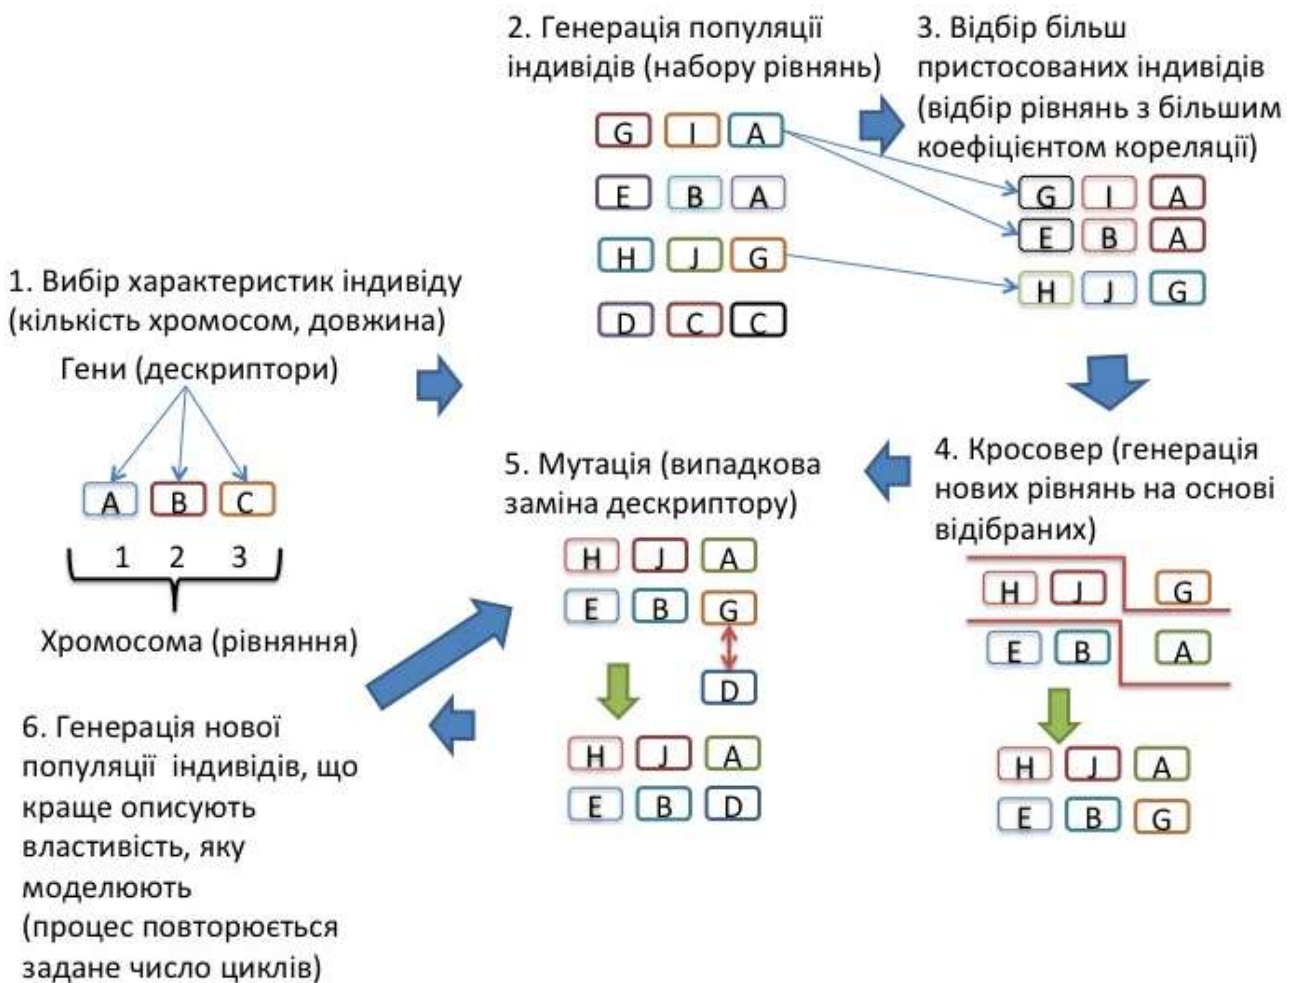 1. Вибір характеристик індивіду
(кількість хромосом, довжина)
Гени (дескриптори)
A B C
1 2 3
Хромосома (рівняння)
2. Генерація популяції
індивідів (набору рівнянь)
G I A
E B A
H J G
D C C
3. Відбір більш
пристосованих індивідів
(відбір рівнянь з більшим
коефіцієнтом кореляції)
G I A
E B A
H J G
4. Кросовер (генерація
нових рівнянь на основі
відібраних)
H J G
E B A
H J A
E B G
5. Мутація (випадкова
заміна дескриптору)
H J A
E B G
D
H J A
E B D
6. Генерація нової
популяції індивідів, що
краще описують
властивість, яку
моделюють
(процес повторюється
задане число циклів)